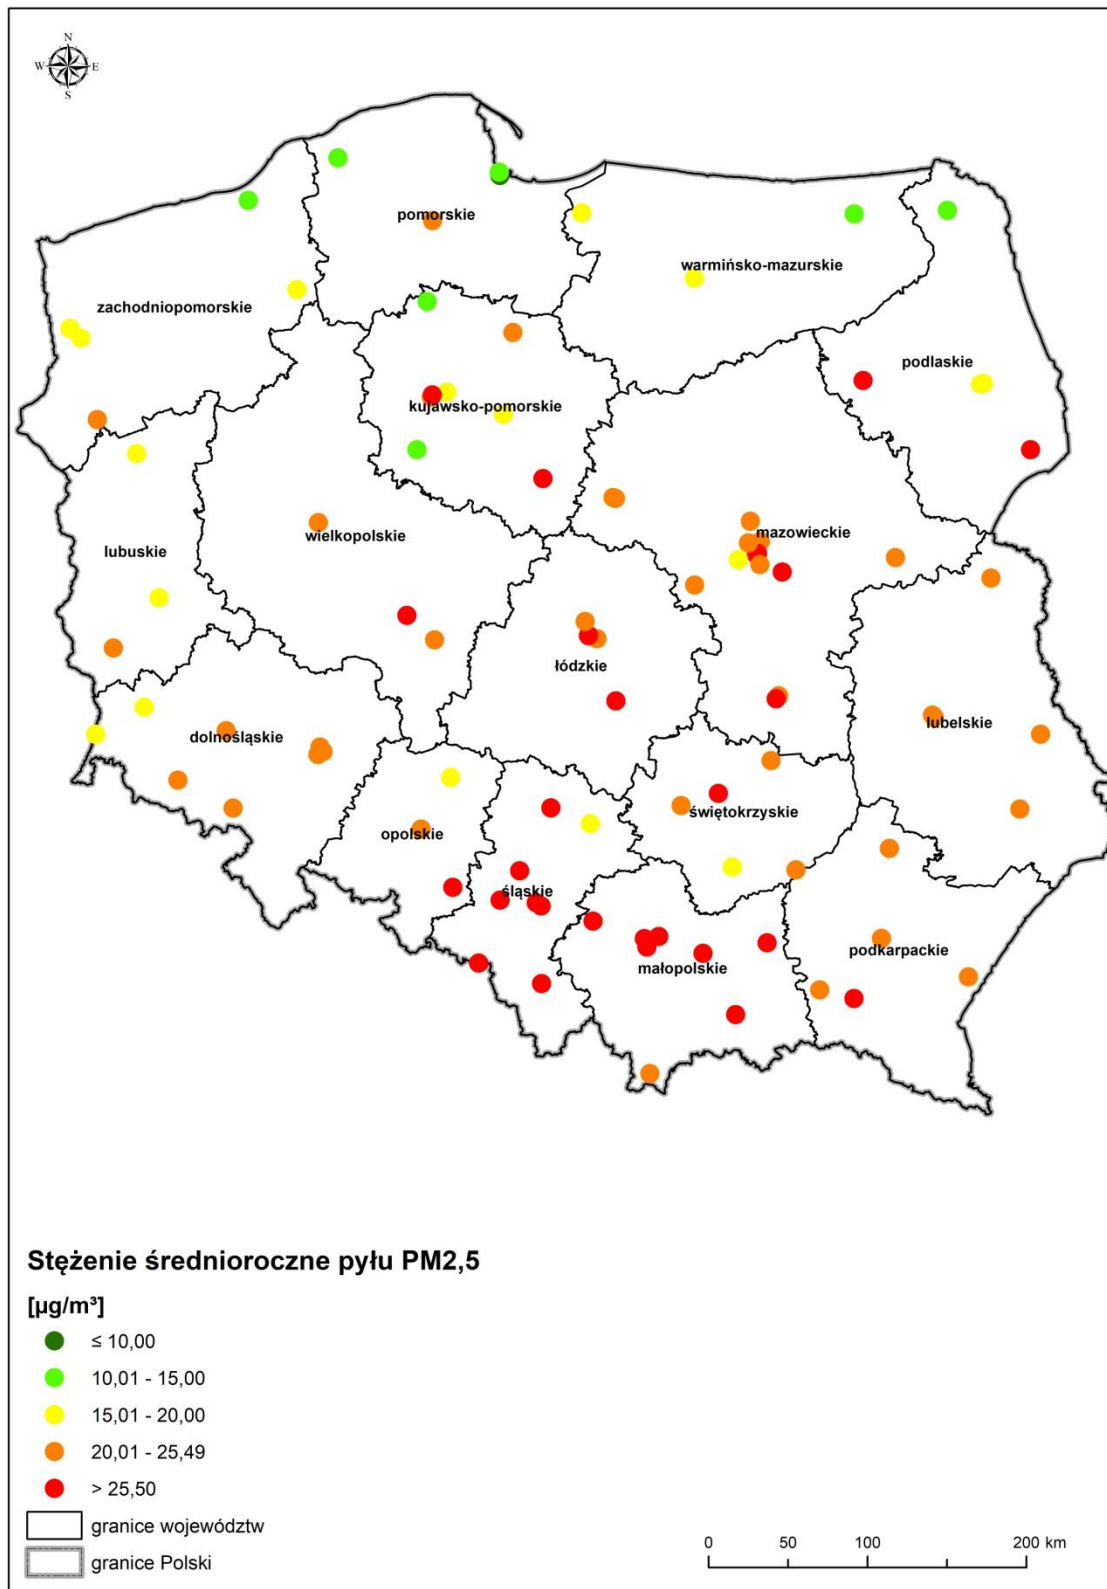 N
W E
S
pomorskie
warmińsko-mazurskie
zachodniopomorskie
podlaskie
kujawsko-pomorskie
mazowieckie
wielkopolskie
lubuskie
łódzkie
lubelskie
dolnośląskie
świętokrzyskie
opolskie
śląskie
podkarpackie
małopolskie
Stężenie średnioroczne pyłu PM2,5
[µg/m³]
≤ 10,00
10,01 - 15,00
15,01 - 20,00
20,01 - 25,49
> 25,50
granice województw
granice Polski
0 50 100 200 km